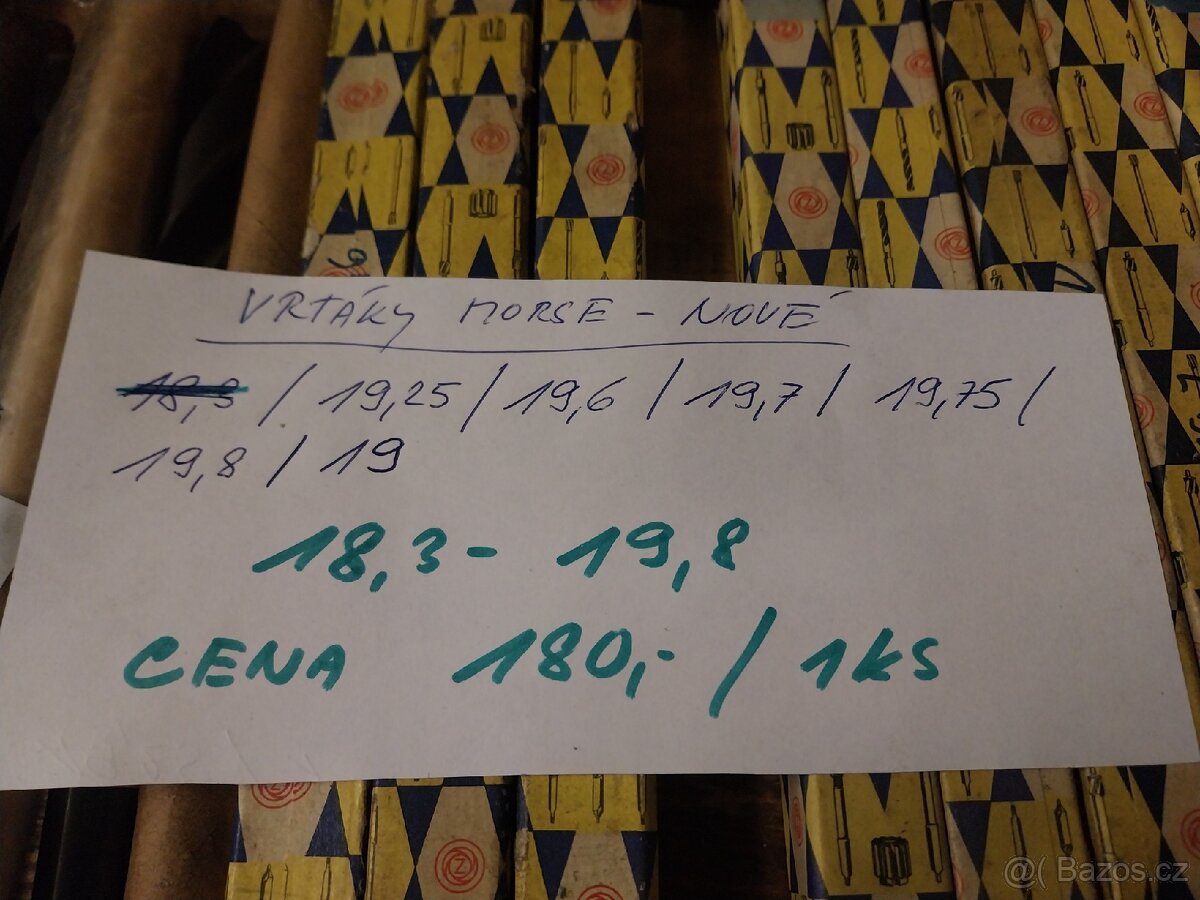 VRTÁKY MORSE - NOVÉ
18,3 / 19,25 / 19,6 / 19,7 / 19,75 /
19,8 / 19
18,3 - 19,8
CENA 180,- / 1KS
Bazos.cz